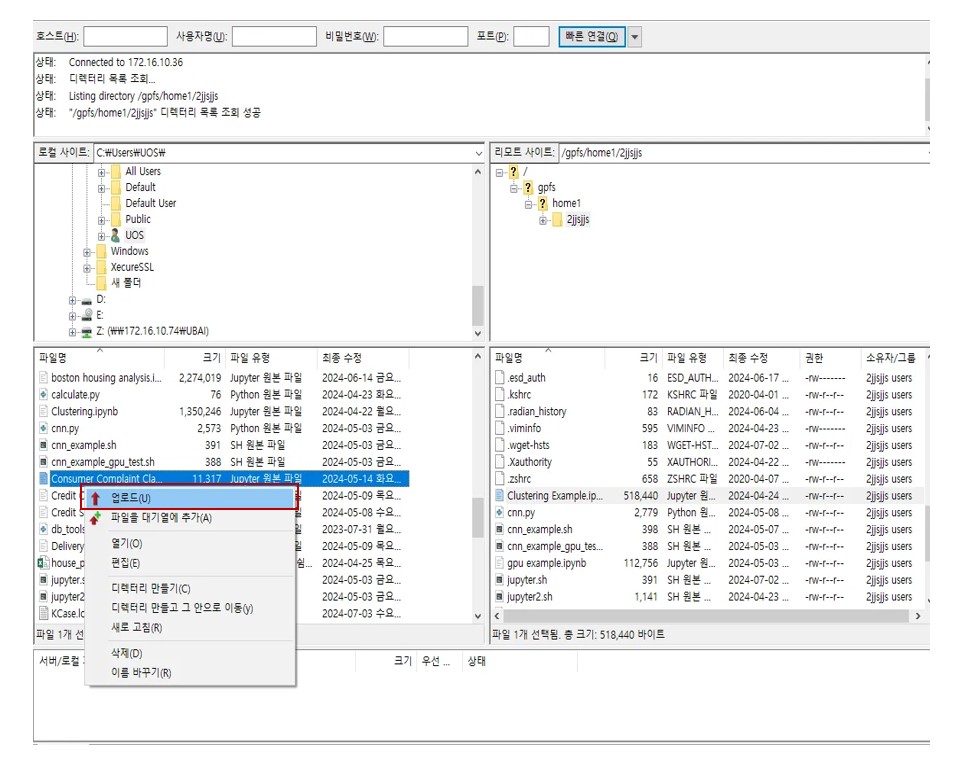 호스트(H): 사용자명(U): 비밀번호(W): 포트(P): 빠른 연결(Q)
상태: Connected to 172.16.10.36
상태: 디렉터리 목록 조회...
상태: Listing directory /gpfs/home1/2jjsjjs
상태: "/gpfs/home1/2jjsjjs" 디렉터리 목록 조회 성공
로컬 사이트: C:₩Users₩UOS₩
All Users
Default
Default User
Public
UOS
Windows
XecureSSL
새 폴더
D:
E:
Z: (₩₩172.16.10.74₩UBAI)
리모트 사이트: /gpfs/home1/2jjsjjs
/
gpfs
home1
2jjsjjs
파일명 크기 파일 유형 최종 수정
boston housing analysis.i... 2,274,019 Jupyter 원본 파일 2024-06-14 금요...
calculate.py 76 Python 원본 파일 2024-04-23 화요...
Clustering.ipynb 1,350,246 Jupyter 원본 파일 2024-04-22 월요...
cnn.py 2,573 Python 원본 파일 2024-05-03 금요...
cnn_example.sh 391 SH 원본 파일 2024-05-03 금요...
cnn_example_gpu_test.sh 388 SH 원본 파일 2024-05-03 금요...
Consumer Complaint Cla... 11,317 Jupyter 원본 파일 2024-05-14 화요...
Credit 2024-05-09 목요...
Credit S 2024-05-08 수요...
db_tools 2023-07-31 월요...
Delivery 2024-05-09 목요...
house_p 2024-04-25 목요...
jupyter.s 2024-05-03 금요...
jupyter2 2024-05-03 금요...
KCase.lo 2024-07-03 수요...
파일 1개 선
업로드(U)
파일을 대기열에 추가(A)
열기(O)
편집(E)
디렉터리 만들기(C)
디렉터리 만들고 그 안으로 이동(y)
새로 고침(R)
삭제(D)
이름 바꾸기(R)
파일명 크기 파일 유형 최종 수정 권한 소유자/그룹
.esd_auth 16 ESD_AUTH... 2024-06-17 ... -rw------- 2jjsjjs users
.kshrc 172 KSHRC 파일 2020-04-01 ... -rw-r--r-- 2jjsjjs users
.radian_history 83 RADIAN_H... 2024-06-04 ... -rw-r--r-- 2jjsjjs users
.viminfo 595 VIMINFO ... 2024-04-23 ... -rw------- 2jjsjjs users
.wget-hsts 183 WGET-HST... 2024-07-02 ... -rw-r--r-- 2jjsjjs users
.Xauthority 55 XAUTHORI... 2024-04-22 ... -rw------- 2jjsjjs users
.zshrc 658 ZSHRC 파일 2020-04-07 ... -rw-r--r-- 2jjsjjs users
Clustering Example.ip... 518,440 Jupyter 원... 2024-04-24 ... -rw-r--r-- 2jjsjjs users
cnn.py 2,779 Python 원... 2024-05-08 ... -rw-r--r-- 2jjsjjs users
cnn_example.sh 398 SH 원본 ... 2024-05-07 ... -rw-r--r-- 2jjsjjs users
cnn_example_gpu_tes... 388 SH 원본 ... 2024-05-03 ... -rw-r--r-- 2jjsjjs users
gpu example.ipynb 112,756 Jupyter 원... 2024-05-03 ... -rw-r--r-- 2jjsjjs users
jupyter.sh 391 SH 원본 ... 2024-07-02 ... -rw-r--r-- 2jjsjjs users
jupyter2.sh 1,141 SH 원본 ... 2024-04-23 ... -rw-r--r-- 2jjsjjs users
파일 1개 선택됨. 총 크기: 518,440 바이트
서버/로컬 크기 우선 ... 상태